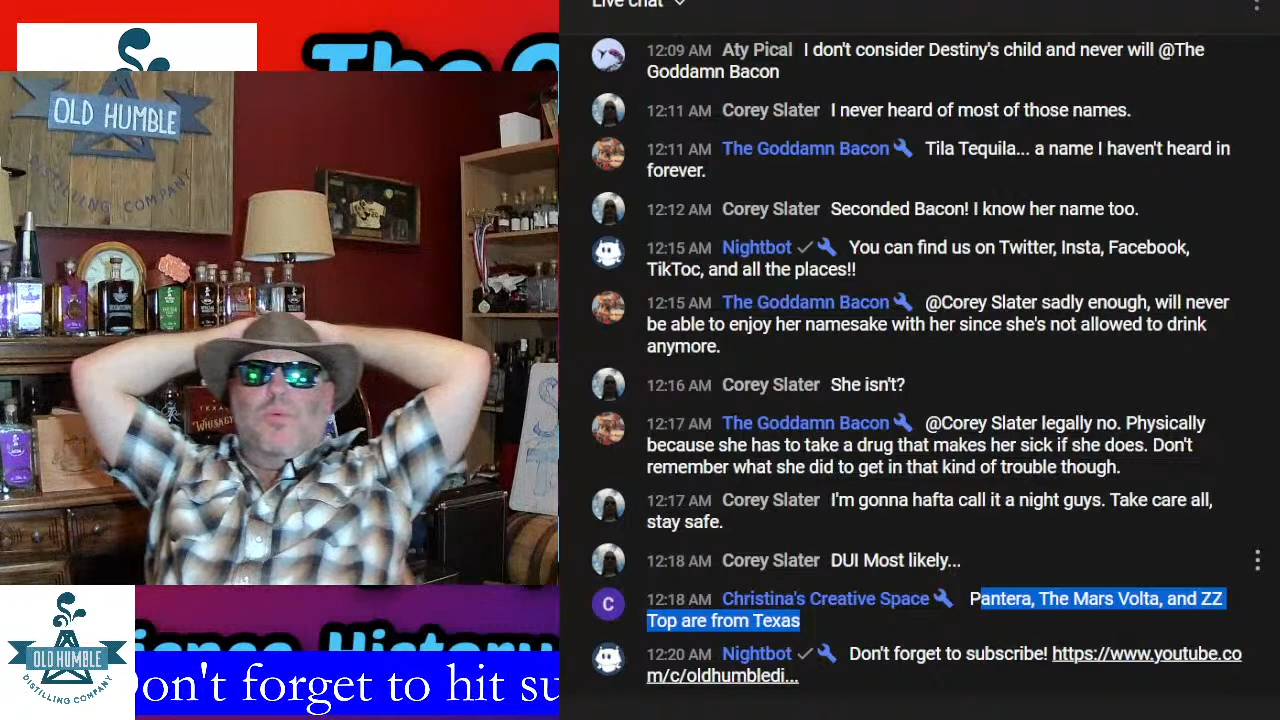 The G
OLD HUMBLE
DISTILLING COMPANY
TEXAS
WHISKEY
OLD HUMBLE
DISTILLING COMPANY
ience, History
Don't forget to hit su
Live chat
12:09 AM Aty Pical I don't consider Destiny's child and never will @The
Goddamn Bacon
12:11 AM Corey Slater I never heard of most of those names.
12:11 AM The Goddamn Bacon Tila Tequila... a name I haven't heard in
forever.
12:12 AM Corey Slater Seconded Bacon! I know her name too.
12:15 AM Nightbot You can find us on Twitter, Insta, Facebook,
TikToc, and all the places!!
12:15 AM The Goddamn Bacon @Corey Slater sadly enough, will never
be able to enjoy her namesake with her since she's not allowed to drink
anymore.
12:16 AM Corey Slater She isn't?
12:17 AM The Goddamn Bacon @Corey Slater legally no. Physically
because she has to take a drug that makes her sick if she does. Don't
remember what she did to get in that kind of trouble though.
12:17 AM Corey Slater I'm gonna hafta call it a night guys. Take care all,
stay safe.
12:18 AM Corey Slater DUI Most likely...
C
12:18 AM Christina's Creative Space Pantera, The Mars Volta, and ZZ
Top are from Texas
12:20 AM Nightbot Don't forget to subscribe! https://www.youtube.co
m/c/oldhumbledi...